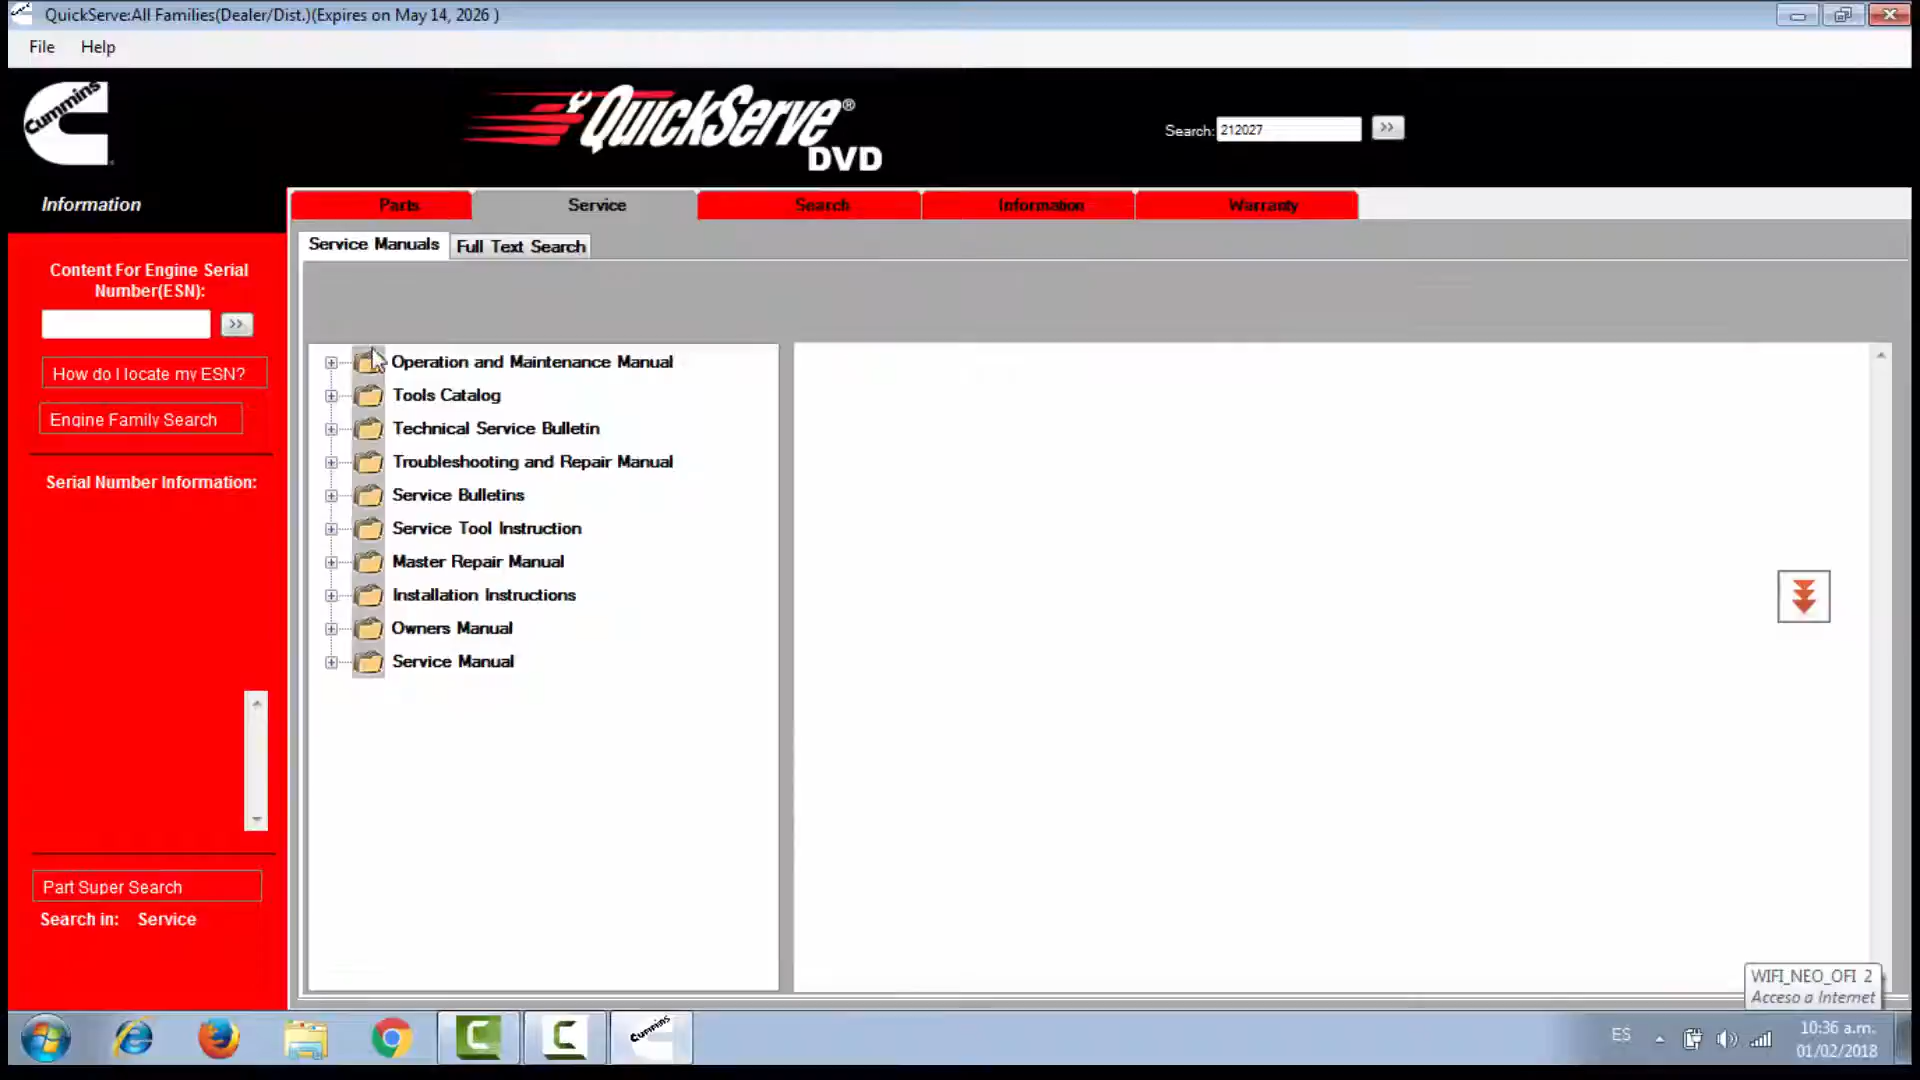 QuickServe:All Families(Dealer/Dist.)(Expires on May 14, 2026 )
File Help
Cummins
QuickServe®
DVD
Search: 212027 >>
Information
Parts Service Search Information Warranty
Service Manuals Full Text Search
Content For Engine Serial
Number(ESN):
>>
How do I locate my ESN?
Engine Family Search
Serial Number Information:
Part Super Search
Search in: Service
Operation and Maintenance Manual
Tools Catalog
Technical Service Bulletin
Troubleshooting and Repair Manual
Service Bulletins
Service Tool Instruction
Master Repair Manual
Installation Instructions
Owners Manual
Service Manual
WIFI_NEO_OFI 2
Acceso a Internet
Cummins
ES
10:36 a.m.
01/02/2018